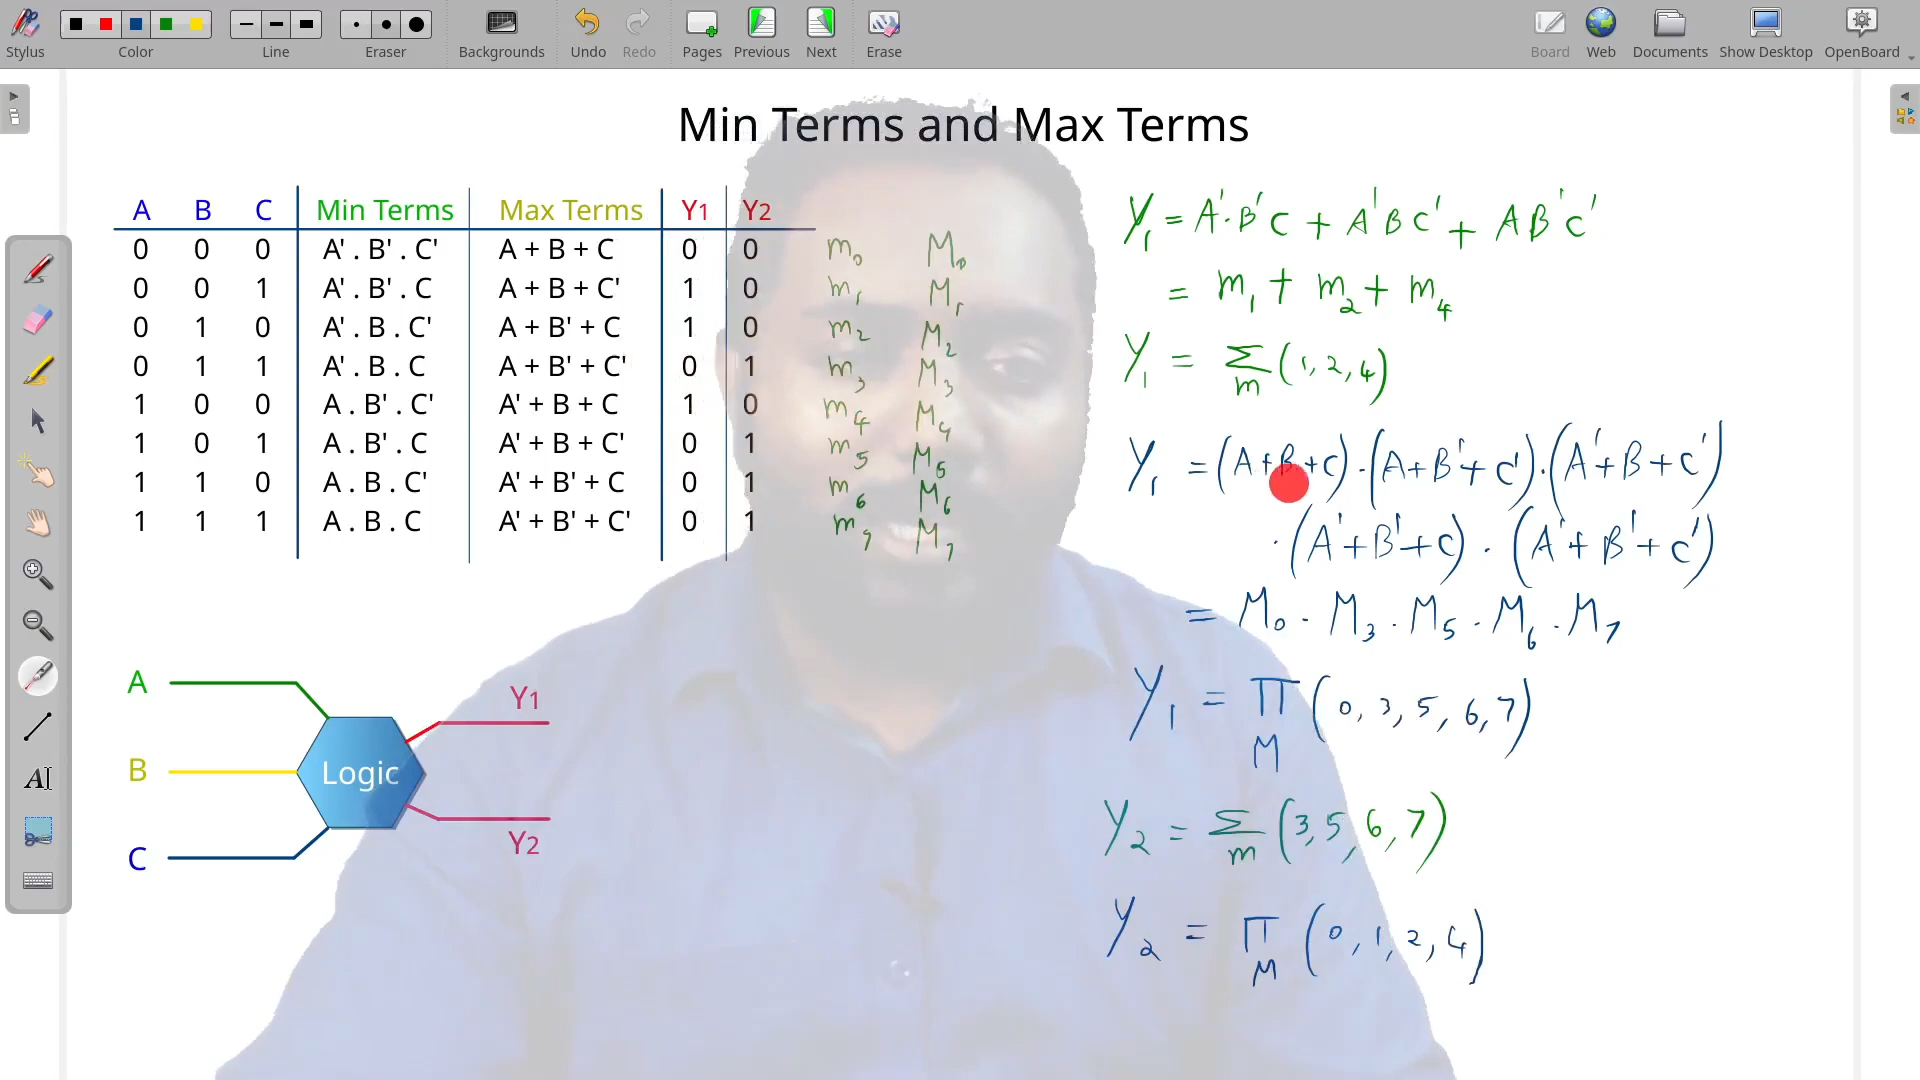 Stylus Color Line Eraser Backgrounds Undo Redo Pages Previous Next Erase Board Web Documents Show Desktop OpenBoard
Min Terms and Max Terms
A B C Min Terms Max Terms Y1 Y2
0 0 0 A' . B' . C' A + B + C 0 0 m0 M0
0 0 1 A' . B' . C A + B + C' 1 0 m1 M1
0 1 0 A' . B . C' A + B' + C 1 0 m2 M2
0 1 1 A' . B . C A + B' + C' 0 1 m3 M3
1 0 0 A . B' . C' A' + B + C 1 0 m4 M4
1 0 1 A . B' . C A' + B + C' 0 1 m5 M5
1 1 0 A . B . C' A' + B' + C 0 1 m6 M6
1 1 1 A . B . C A' + B' + C' 0 1 m7 M7
A
B
C
Logic
Y1
Y2
Y1 = A'·B'C + A'BC' + AB'C'
= m1 + m2 + m4
Y1 = Σm (1, 2, 4)
Y1 = (A+B+C)·(A+B'+C')·(A'+B+C')
·(A'+B'+C)·(A'+B'+C')
= M0 · M3 · M5 · M6 · M7
Y1 = ΠM (0, 3, 5, 6, 7)
Y2 = Σm (3, 5, 6, 7)
Y2 = ΠM (0, 1, 2, 4)